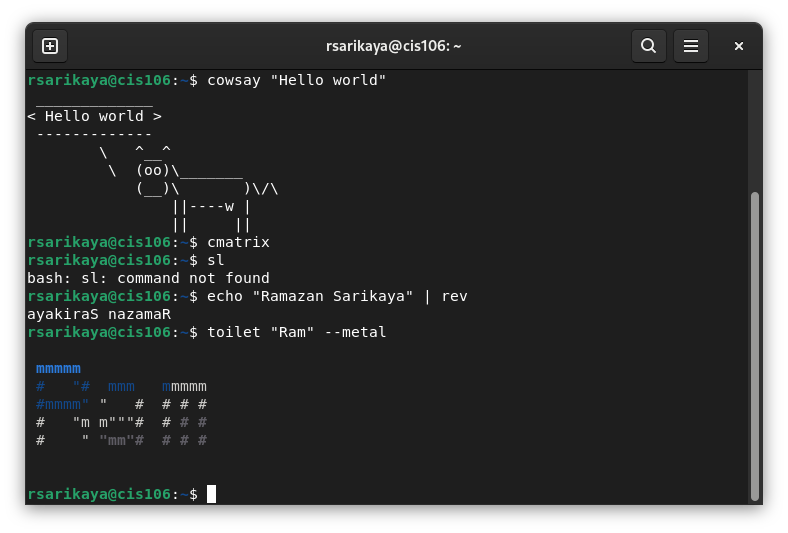 rsarikaya@cis106: ~
rsarikaya@cis106:~$ cowsay "Hello world"
 _____________
< Hello world >
 -------------
        \   ^__^
         \  (oo)\_______
            (__)\       )\/\
                ||----w |
                ||     ||
rsarikaya@cis106:~$ cmatrix
rsarikaya@cis106:~$ sl
bash: sl: command not found
rsarikaya@cis106:~$ echo "Ramazan Sarikaya" | rev
ayakiraS nazamaR
rsarikaya@cis106:~$ toilet "Ram" --metal

 mmmmm
 #   "#  mmm   mmmmm
 #mmmm" "   #  # # #
 #   "m m"""#  # # #
 #    " "mm"#  # # #

rsarikaya@cis106:~$